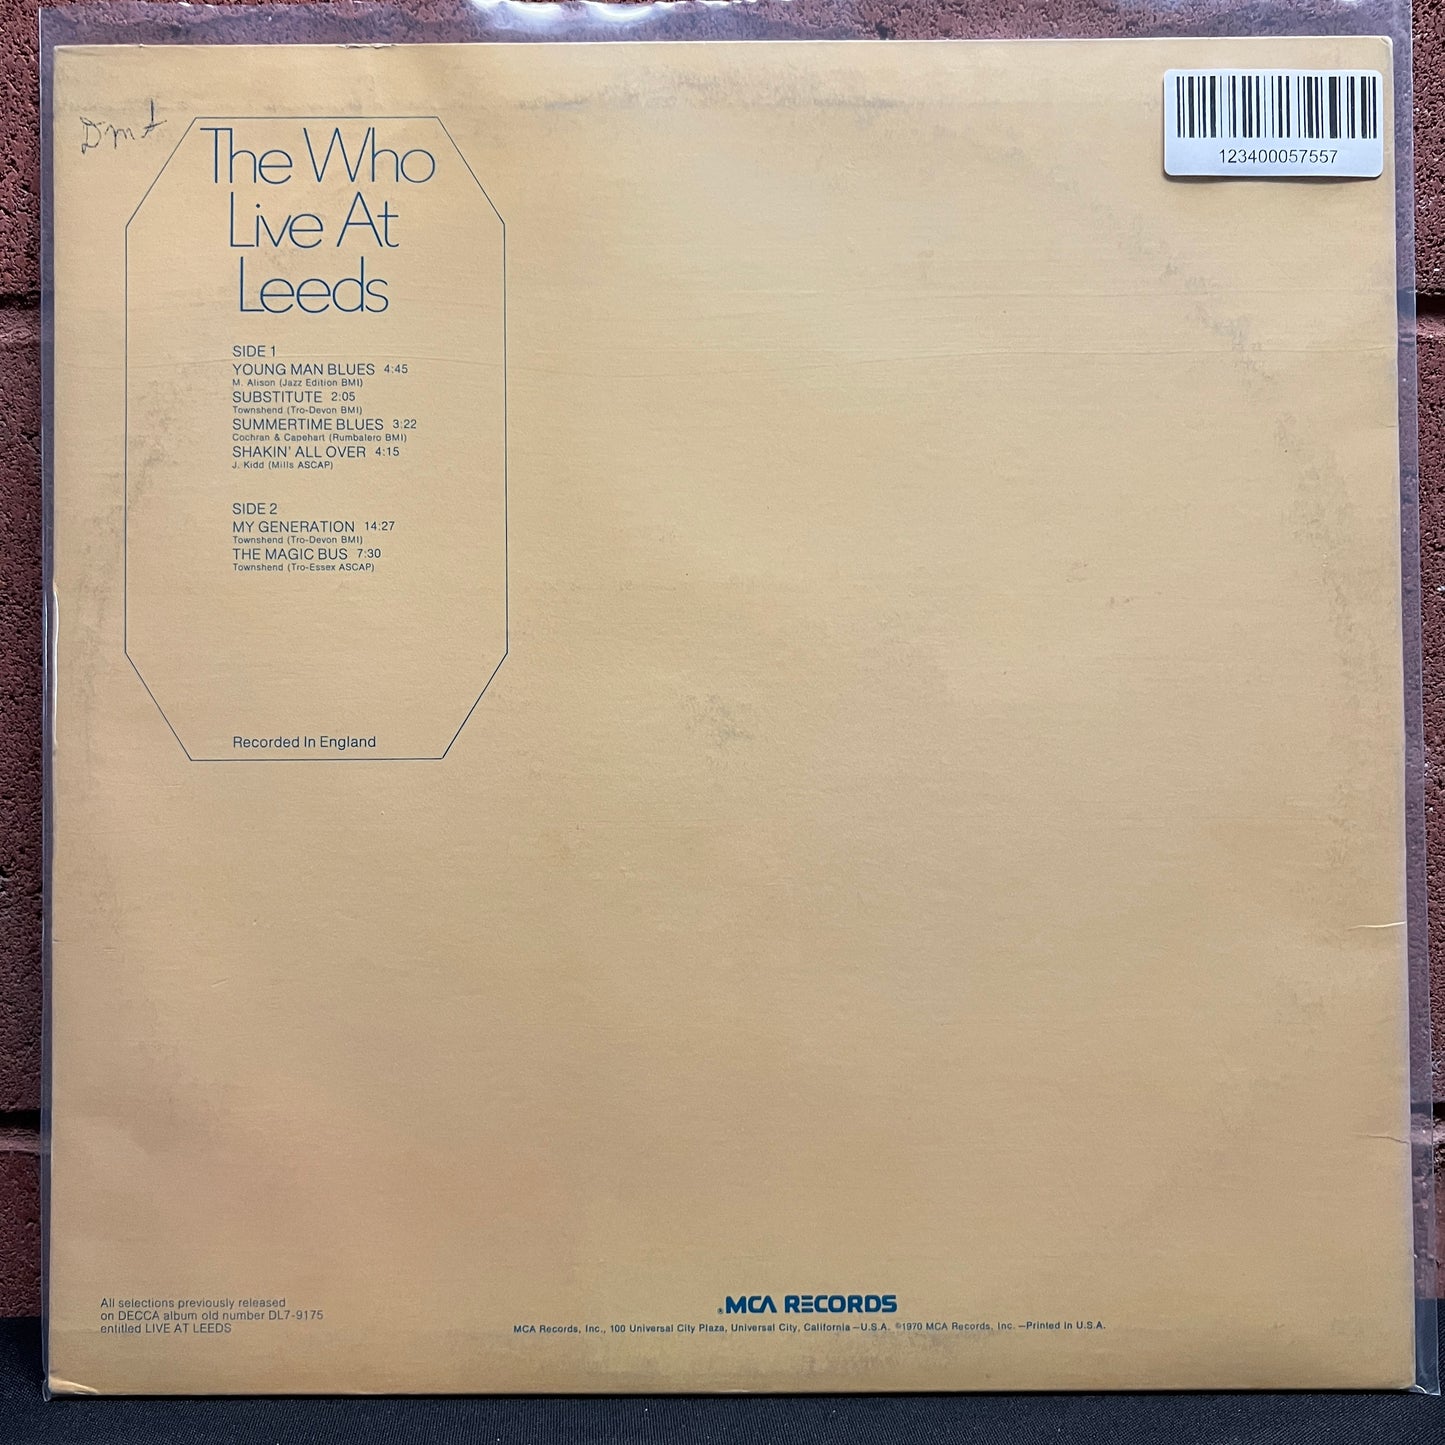 123400057557
Dmt
The Who
Live At
Leeds
SIDE 1
YOUNG MAN BLUES 4:45
M. Alison (Jazz Edition BMI)
SUBSTITUTE 2:05
Townshend (Tro-Devon BMI)
SUMMERTIME BLUES 3:22
Cochran & Capehart (Rumbalero BMI)
SHAKIN' ALL OVER 4:15
J. Kidd (Mills ASCAP)
SIDE 2
MY GENERATION 14:27
Townshend (Tro-Devon BMI)
THE MAGIC BUS 7:30
Townshend (Tro-Essex ASCAP)
Recorded In England
All selections previously released
on DECCA album old number DL7-9175
entitled LIVE AT LEEDS
®MCA RECORDS
MCA Records, Inc., 100 Universal City Plaza, Universal City, California—U.S.A. ©1970 MCA Records, Inc. —Printed in U.S.A.